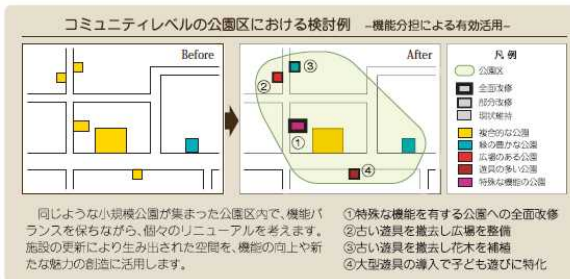 コミュニティレベルの公園区における検討例 -機能分担による有効活用-
Before
After
③
②
①
④
凡例
公園区
全面改修
部分改修
現状維持
複合的な公園
緑の豊かな公園
広場のある公園
遊具の多い公園
特殊な機能の公園
同じような小規模公園が集まった公園区内で、機能バ
ランスを保ちながら、個々のリニューアルを考えます。
施設の更新により生み出された空間を、機能の向上や新
たな魅力の創造に活用します。
①特殊な機能を有する公園への全面改修
②古い遊具を撤去し広場を整備
③古い遊具を撤去し花木を補植
④大型遊具の導入で子ども遊びに特化